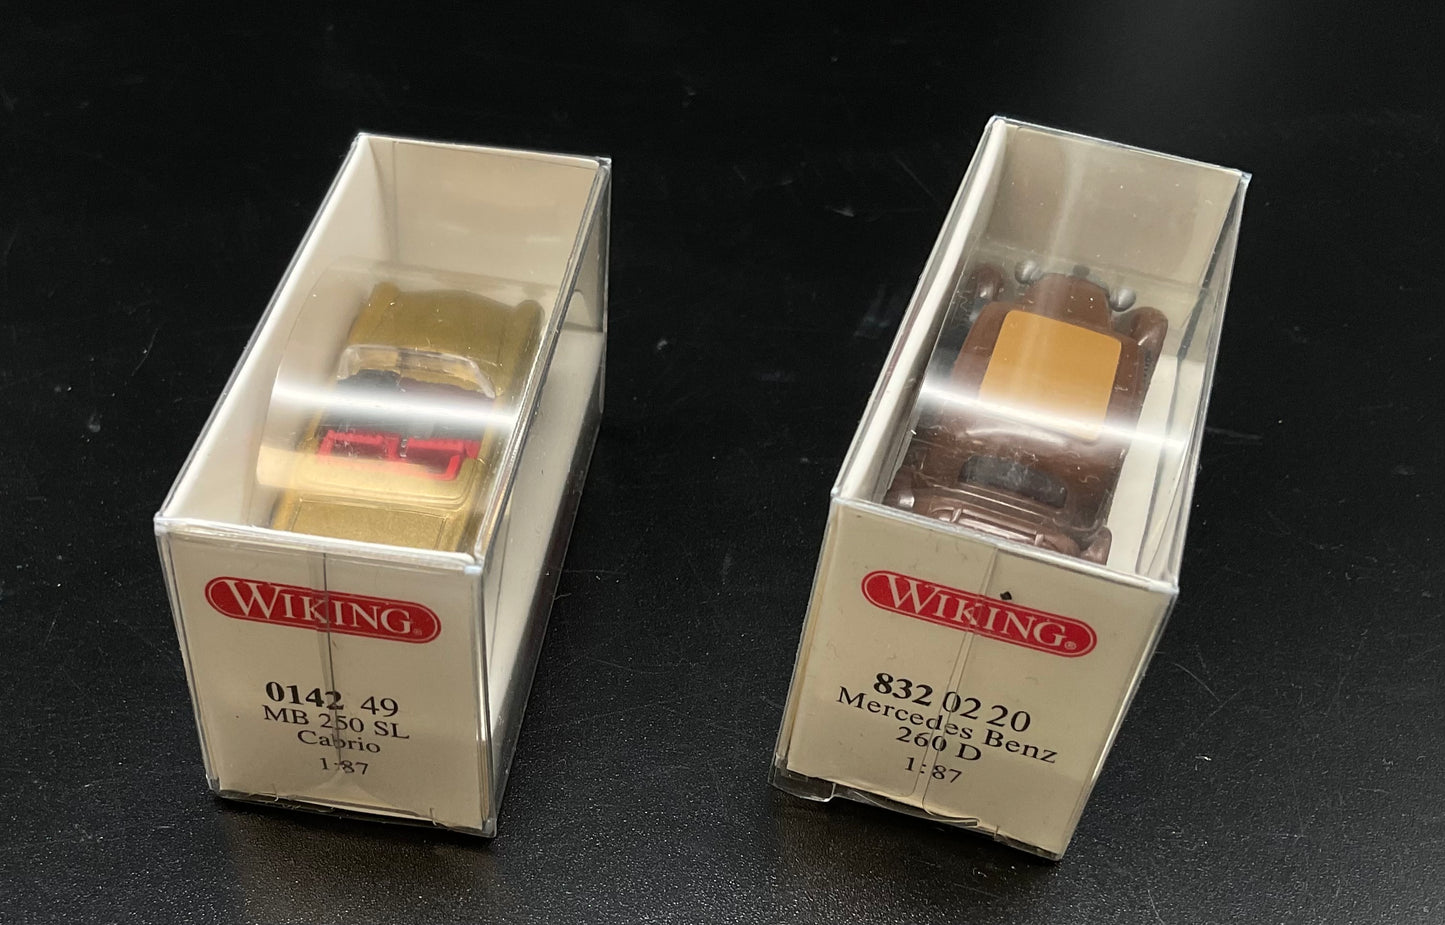 WIKING®
0142 49
MB 250 SL
Cabrio
1:87
WIKING®
832 02 20
Mercedes Benz
260 D
1:87